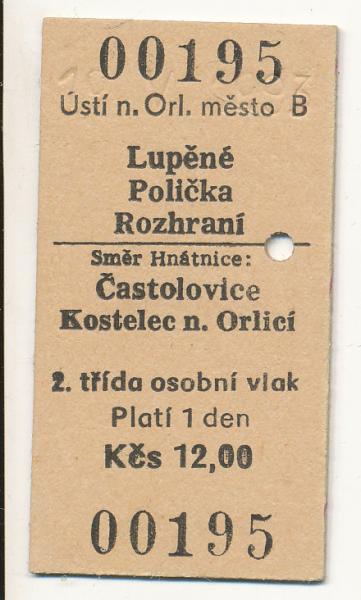 00195
Ústí n. Orl. město B
Lupěné
Polička
Rozhraní
Směr Hnátnice:
Častolovice
Kostelec n. Orlicí
2. třída osobní vlak
Platí 1 den
Kčs 12,00
00195